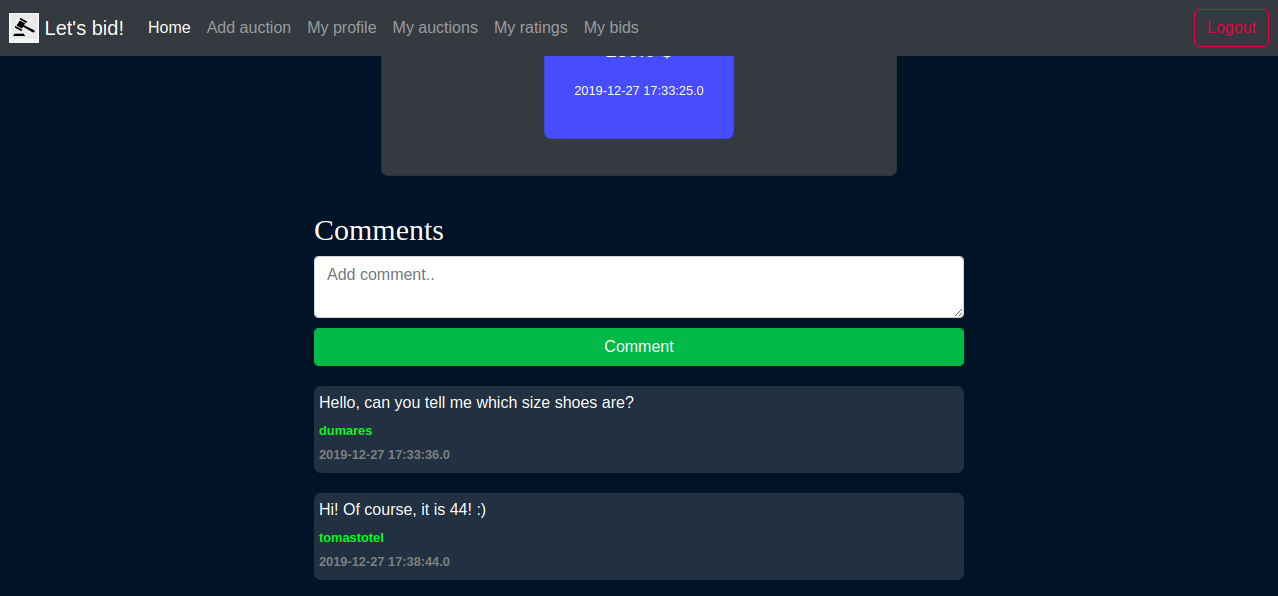 Let's bid! Home Add auction My profile My auctions My ratings My bids Logout
2019-12-27 17:33:25.0
Comments
Add comment..
Comment
Hello, can you tell me which size shoes are?
dumares
2019-12-27 17:33:36.0
Hi! Of course, it is 44! :)
tomastotel
2019-12-27 17:38:44.0